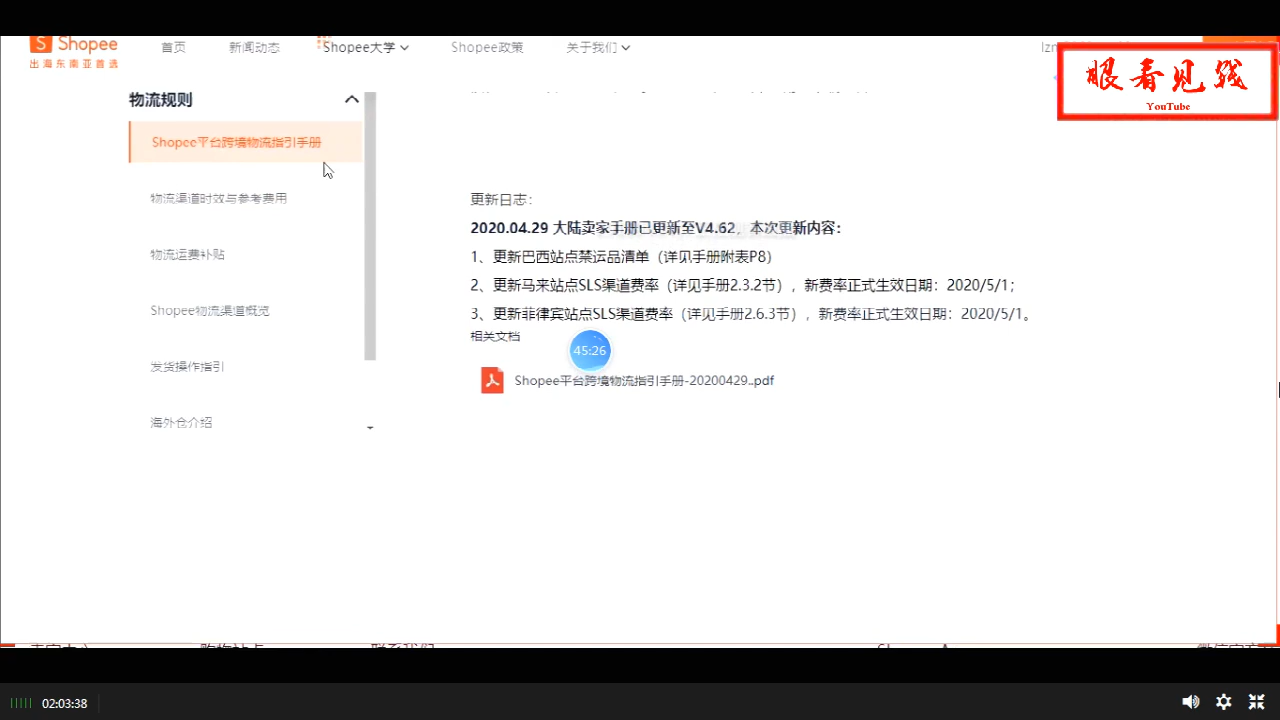 Shopee
出海东南亚首选
首页
新闻动态
Shopee大学
Shopee政策
关于我们
眼看见线
YouTube
物流规则
Shopee平台跨境物流指引手册
物流渠道时效与参考费用
物流运费补贴
Shopee物流渠道概览
发货操作指引
海外仓介绍
更新日志：
2020.04.29 大陆卖家手册已更新至V4.62，本次更新内容：
1、更新巴西站点禁运品清单（详见手册附表P8）
2、更新马来站点SLS渠道费率（详见手册2.3.2节），新费率正式生效日期：2020/5/1；
3、更新菲律宾站点SLS渠道费率（详见手册2.6.3节），新费率正式生效日期：2020/5/1。
相关文档
45:26
Shopee平台跨境物流指引手册-20200429..pdf
02:03:38